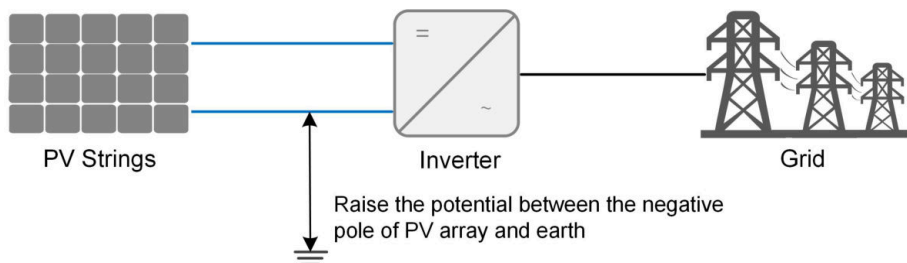 =
~
PV Strings
Inverter
Grid
Raise the potential between the negative
pole of PV array and earth